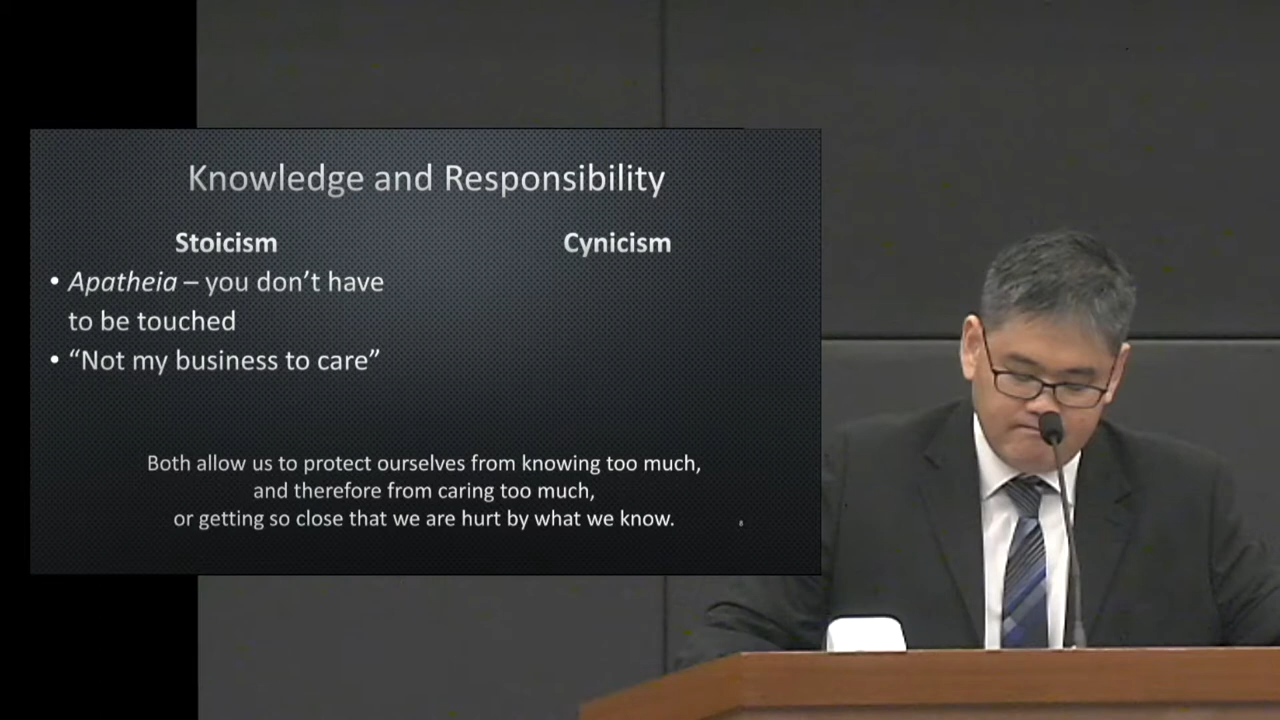 Knowledge and Responsibility
Stoicism
Cynicism
• Apatheia – you don’t have
to be touched
• “Not my business to care”
Both allow us to protect ourselves from knowing too much,
and therefore from caring too much,
or getting so close that we are hurt by what we know.